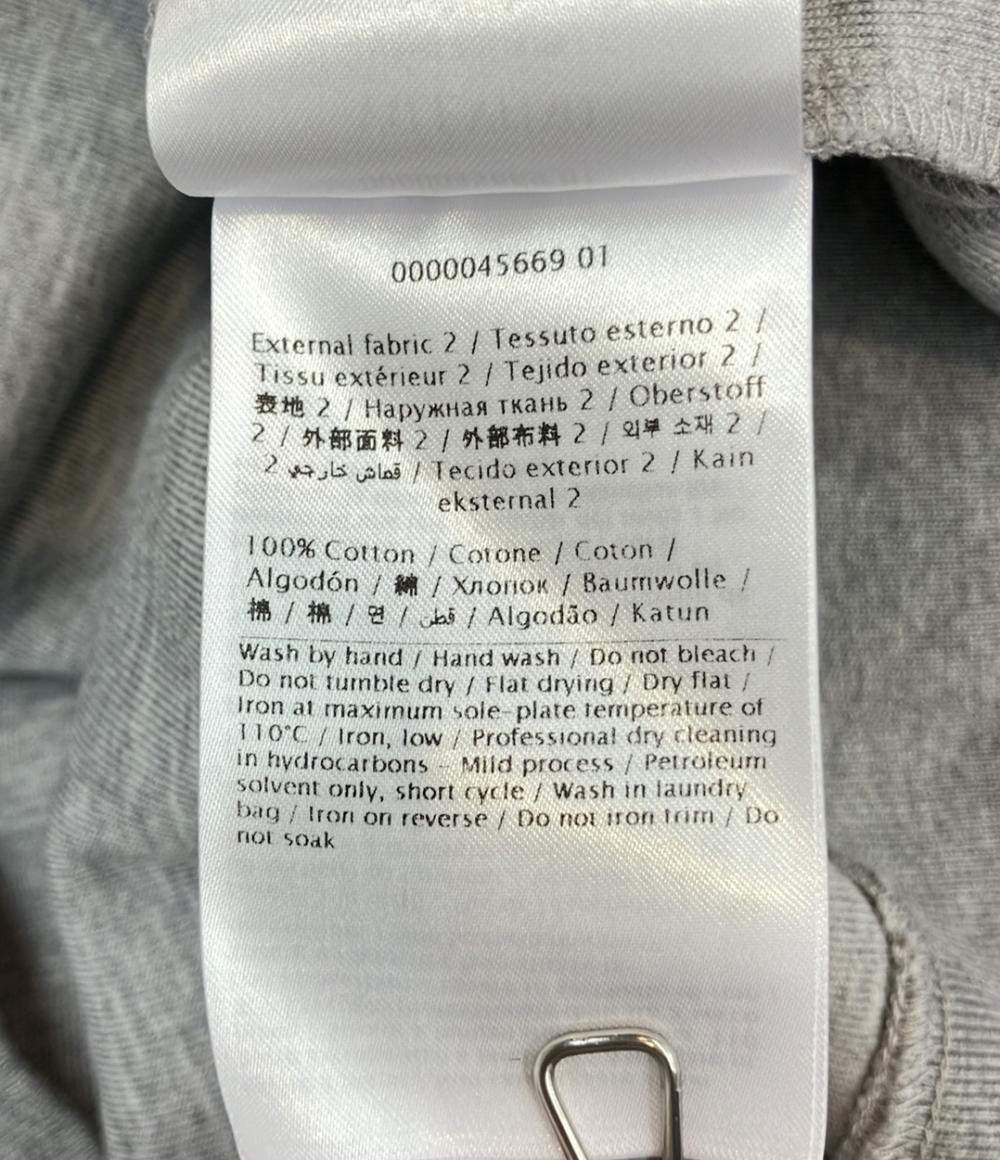 0000045669 01
External fabric 2 / Tessuto esterno 2 /
Tissu extérieur 2 / Tejido exterior 2 /
表地 2 / Наружная ткань 2 / Oberstoff
2 / 外部面料 2 / 外部布料 2 / 외부 소재 2 /
قماش خارجي 2 / Tecido exterior 2 / Kain
eksternal 2
100% Cotton / Cotone / Coton /
Algodón / 綿 / Хлопок / Baumwolle /
棉 / 棉 / 면 / قطن / Algodão / Katun
Wash by hand / Hand wash / Do not bleach /
Do not tumble dry / Flat drying / Dry flat /
Iron at maximum sole-plate temperature of
110°C / Iron, low / Professional dry cleaning
in hydrocarbons - Mild process / Petroleum
solvent only, short cycle / Wash in laundry
bag / Iron on reverse / Do not iron trim / Do
not soak